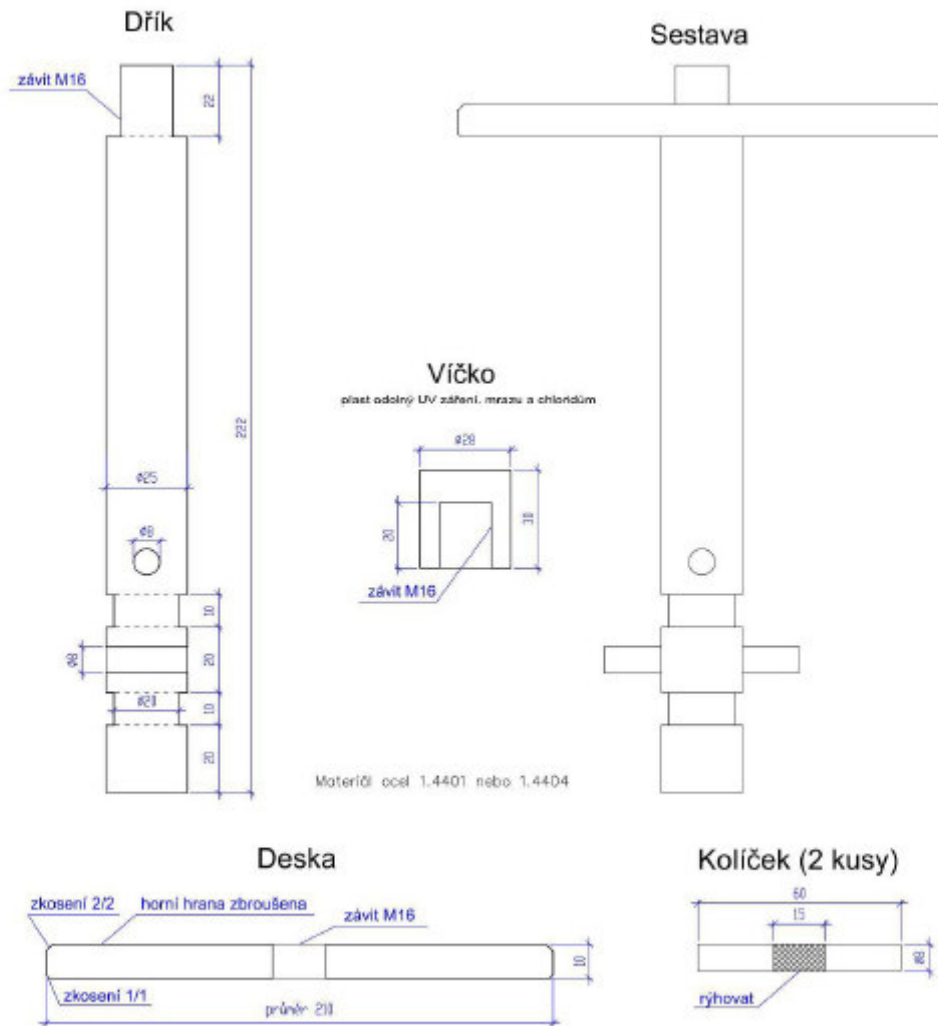 Dřík
Sestava
závit M16
22
222
Víčko
plast odolný UV záření, mrazu a chloridům
ø28
ø25
20
30
ø8
závit M16
10
ø8
20
ø20
10
20
Materiál ocel 1.4401 nebo 1.4404
Deska
Kolíček (2 kusy)
zkosení 2/2
horní hrana zbroušena
závit M16
60
15
10
ø8
zkosení 1/1
průměr 210
rýhovat